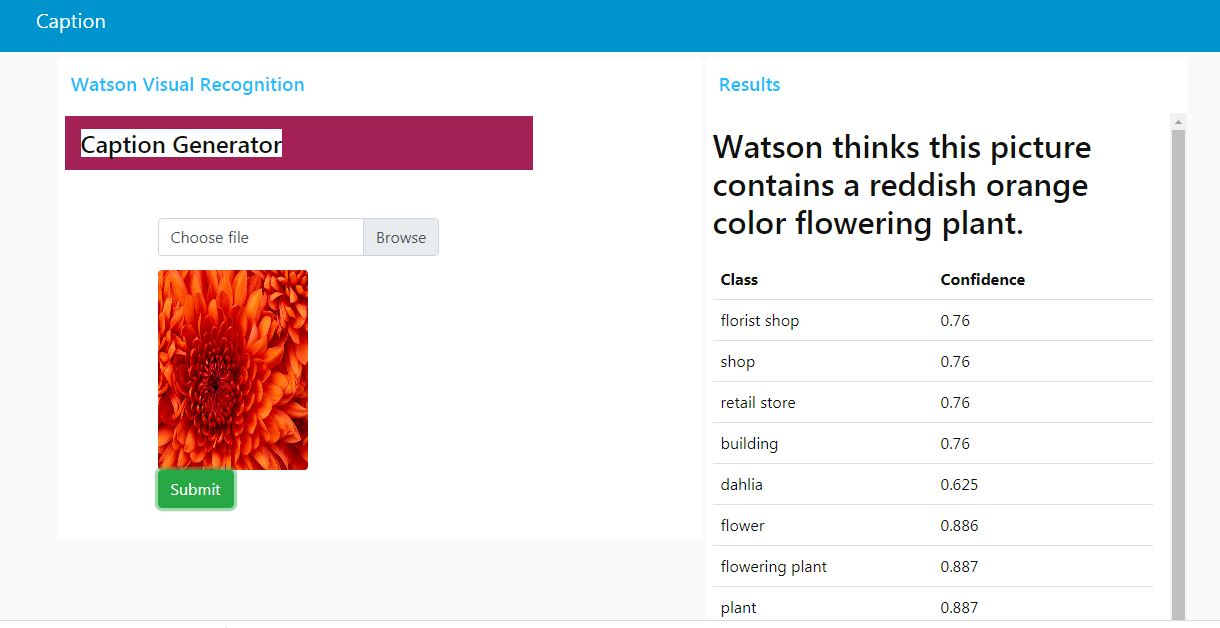 Caption
Watson Visual Recognition
Caption Generator
Choose file Browse
Submit
Results
Watson thinks this picture
contains a reddish orange
color flowering plant.
Class Confidence
florist shop 0.76
shop 0.76
retail store 0.76
building 0.76
dahlia 0.625
flower 0.886
flowering plant 0.887
plant 0.887